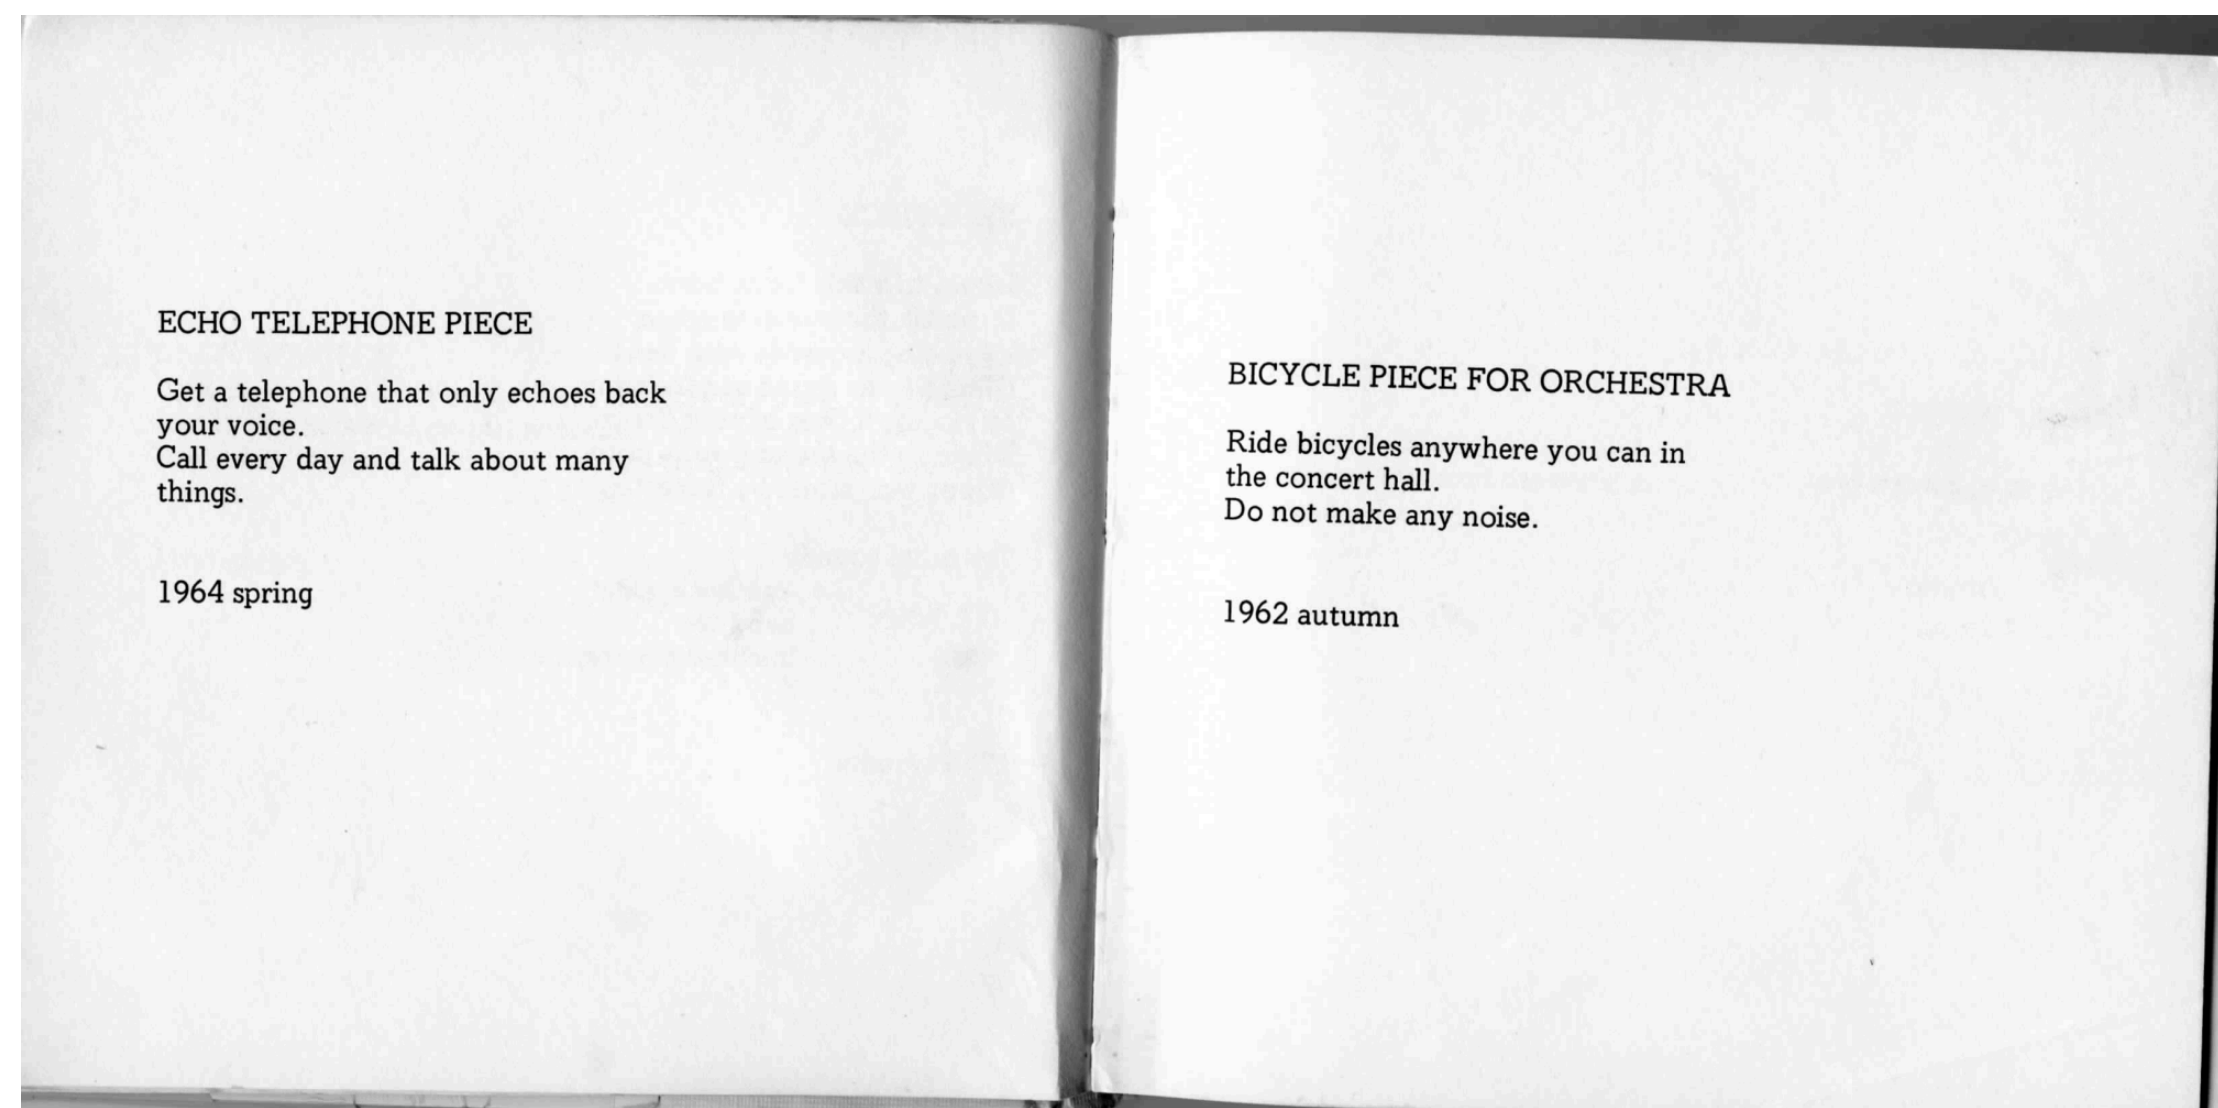 ECHO TELEPHONE PIECE
Get a telephone that only echoes back
your voice.
Call every day and talk about many
things.
1964 spring
BICYCLE PIECE FOR ORCHESTRA
Ride bicycles anywhere you can in
the concert hall.
Do not make any noise.
1962 autumn